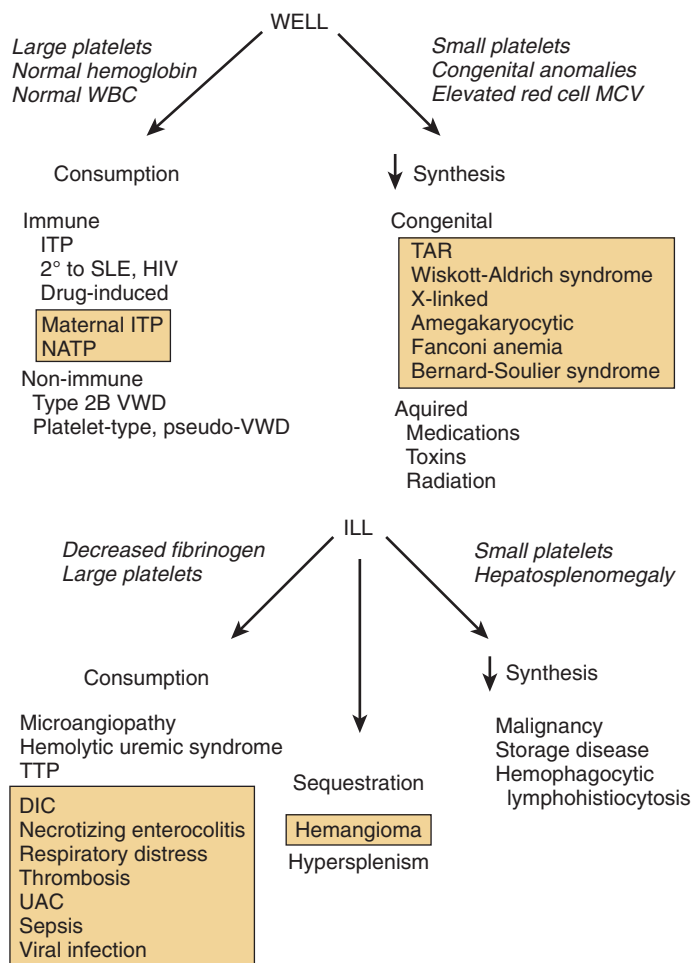 WELL
Large platelets
Normal hemoglobin
Normal WBC
Small platelets
Congenital anomalies
Elevated red cell MCV
Consumption
Immune
ITP
2° to SLE, HIV
Drug-induced
Maternal ITP
NATP
Non-immune
Type 2B VWD
Platelet-type, pseudo-VWD
↓ Synthesis
Congenital
TAR
Wiskott-Aldrich syndrome
X-linked
Amegakaryocytic
Fanconi anemia
Bernard-Soulier syndrome
Aquired
Medications
Toxins
Radiation
ILL
Decreased fibrinogen
Large platelets
Small platelets
Hepatosplenomegaly
Consumption
Microangiopathy
Hemolytic uremic syndrome
TTP
DIC
Necrotizing enterocolitis
Respiratory distress
Thrombosis
UAC
Sepsis
Viral infection
Sequestration
Hemangioma
Hypersplenism
↓ Synthesis
Malignancy
Storage disease
Hemophagocytic
lymphohistiocytosis